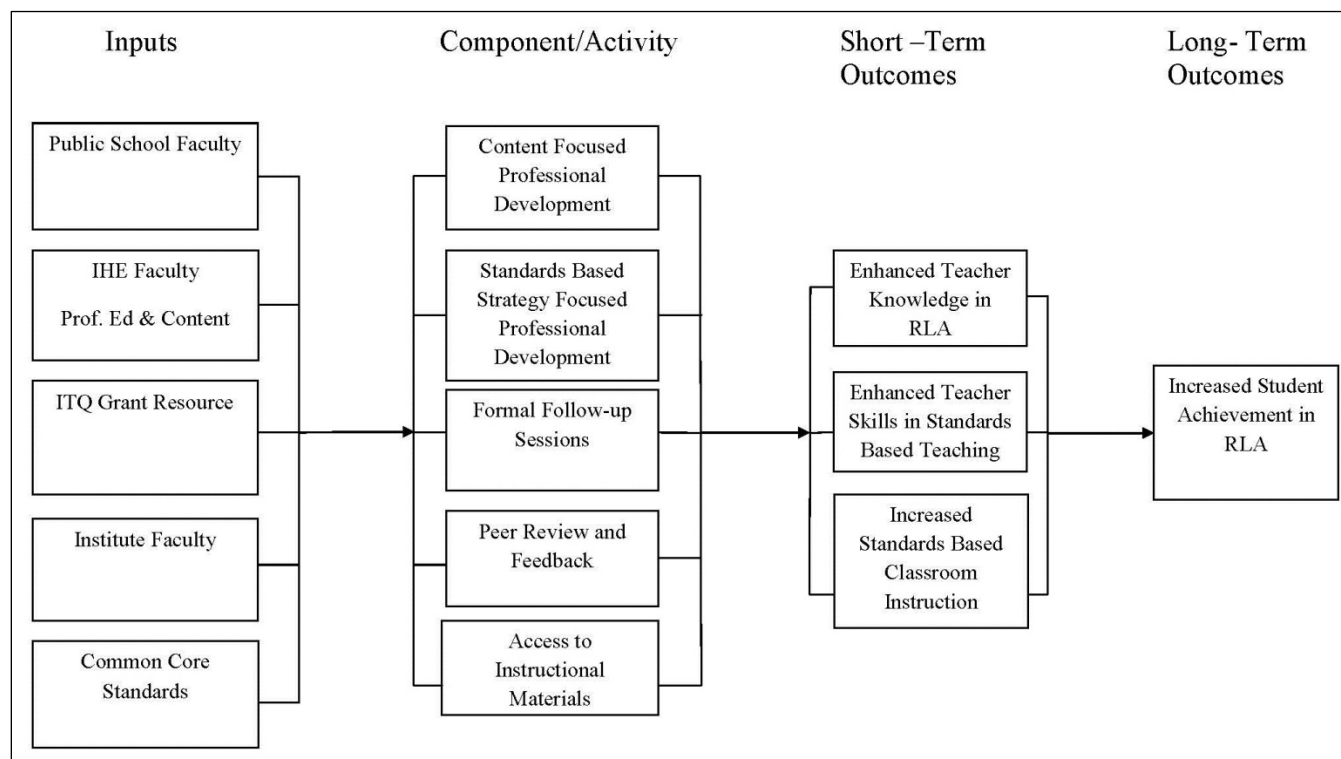 Inputs
Component/Activity
Short –Term
Outcomes
Long- Term
Outcomes
Public School Faculty
IHE Faculty
Prof. Ed & Content
ITQ Grant Resource
Institute Faculty
Common Core
Standards
Content Focused
Professional
Development
Standards Based
Strategy Focused
Professional
Development
Formal Follow-up
Sessions
Peer Review and
Feedback
Access to
Instructional
Materials
Enhanced Teacher
Knowledge in
RLA
Enhanced Teacher
Skills in Standards
Based Teaching
Increased
Standards Based
Classroom
Instruction
Increased Student
Achievement in
RLA